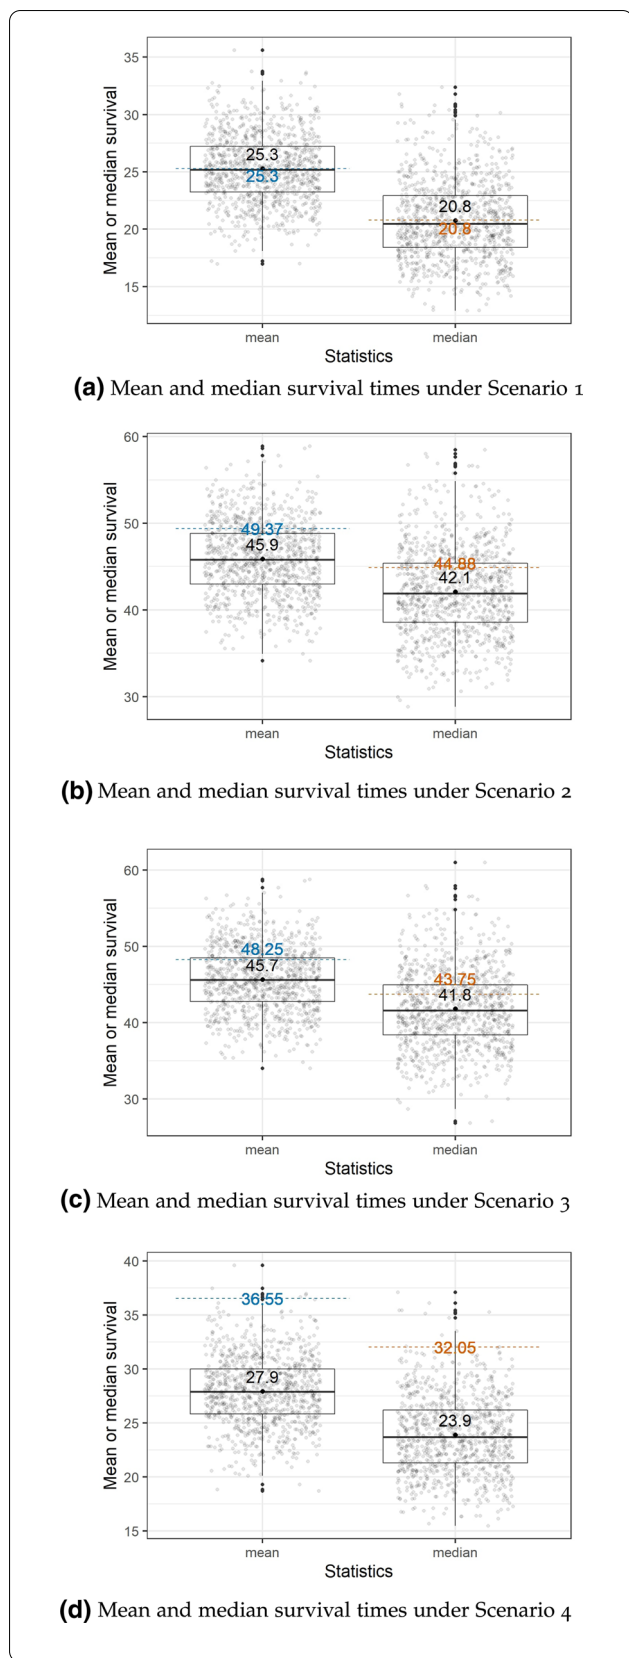 35
30
25
20
15
Mean or median survival
25.3
25.3
20.8
20.8
mean
median
Statistics
(a) Mean and median survival times under Scenario 1
60
50
40
30
Mean or median survival
49.37
45.9
44.88
42.1
mean
median
Statistics
(b) Mean and median survival times under Scenario 2
60
50
40
30
Mean or median survival
48.25
45.7
43.75
41.8
mean
median
Statistics
(c) Mean and median survival times under Scenario 3
40
35
30
25
20
15
Mean or median survival
36.55
27.9
32.05
23.9
mean
median
Statistics
(d) Mean and median survival times under Scenario 4